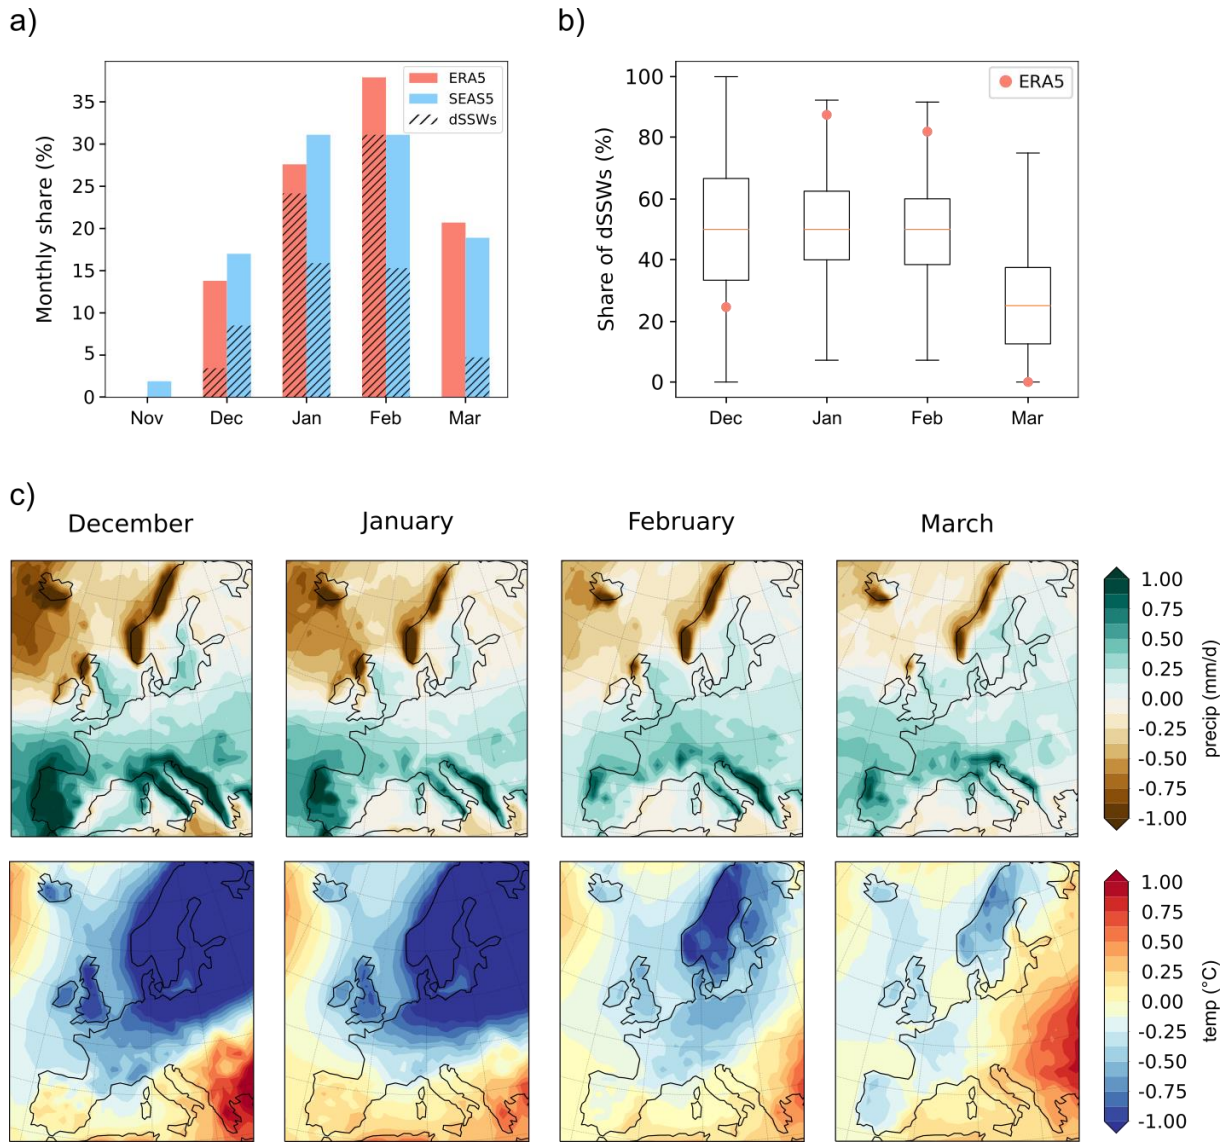 a)
Monthly share (%)
35
30
25
20
15
10
5
0
Nov Dec Jan Feb Mar
ERA5
SEAS5
dSSWs
b)
Share of dSSWs (%)
100
80
60
40
20
0
Dec Jan Feb Mar
ERA5
c)
December January February March
1.00
0.75
0.50
0.25
0.00
-0.25
-0.50
-0.75
-1.00
precip (mm/d)
1.00
0.75
0.50
0.25
0.00
-0.25
-0.50
-0.75
-1.00
temp (°C)